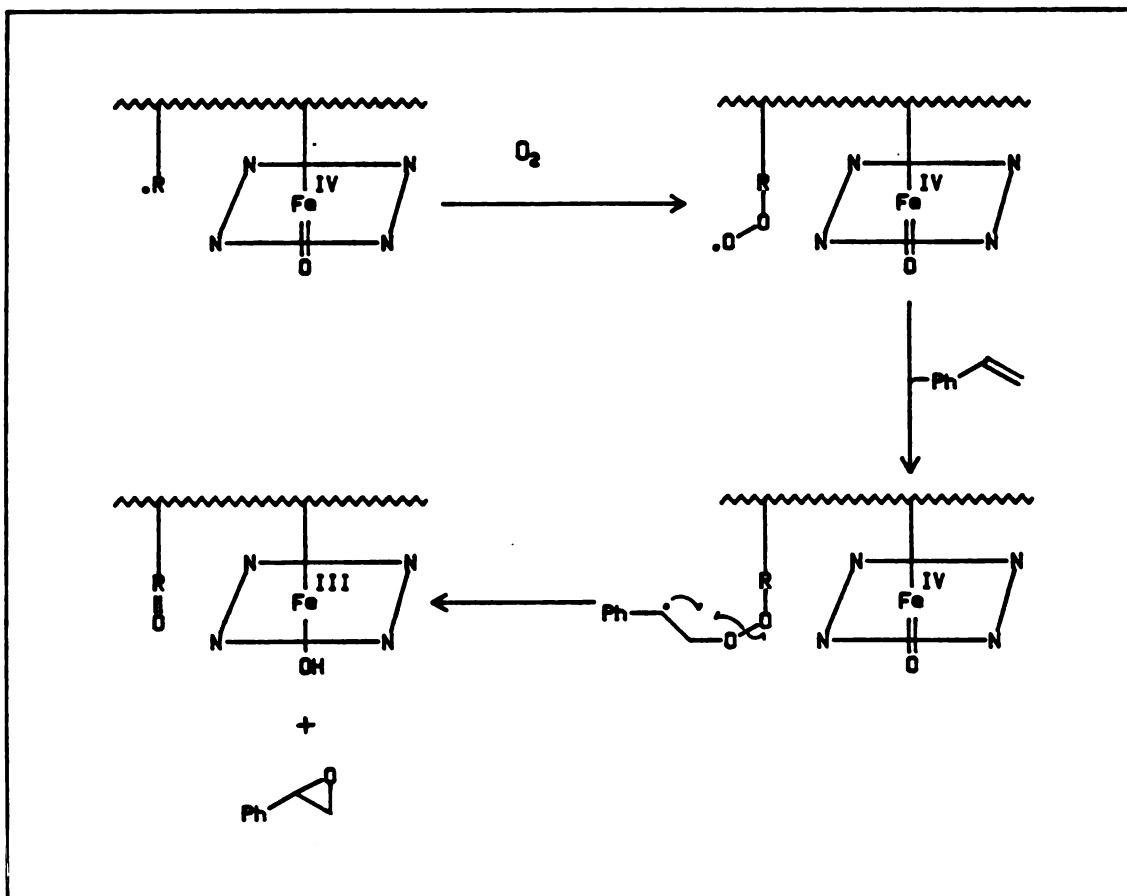 O₂
N N
.R Fe IV
N N
O
N N
R Fe IV
.O O
N N
O
Ph
N N
R Fe III
O
N N
OH
+
Ph O
N N
R Fe IV
Ph . O O
N N
O